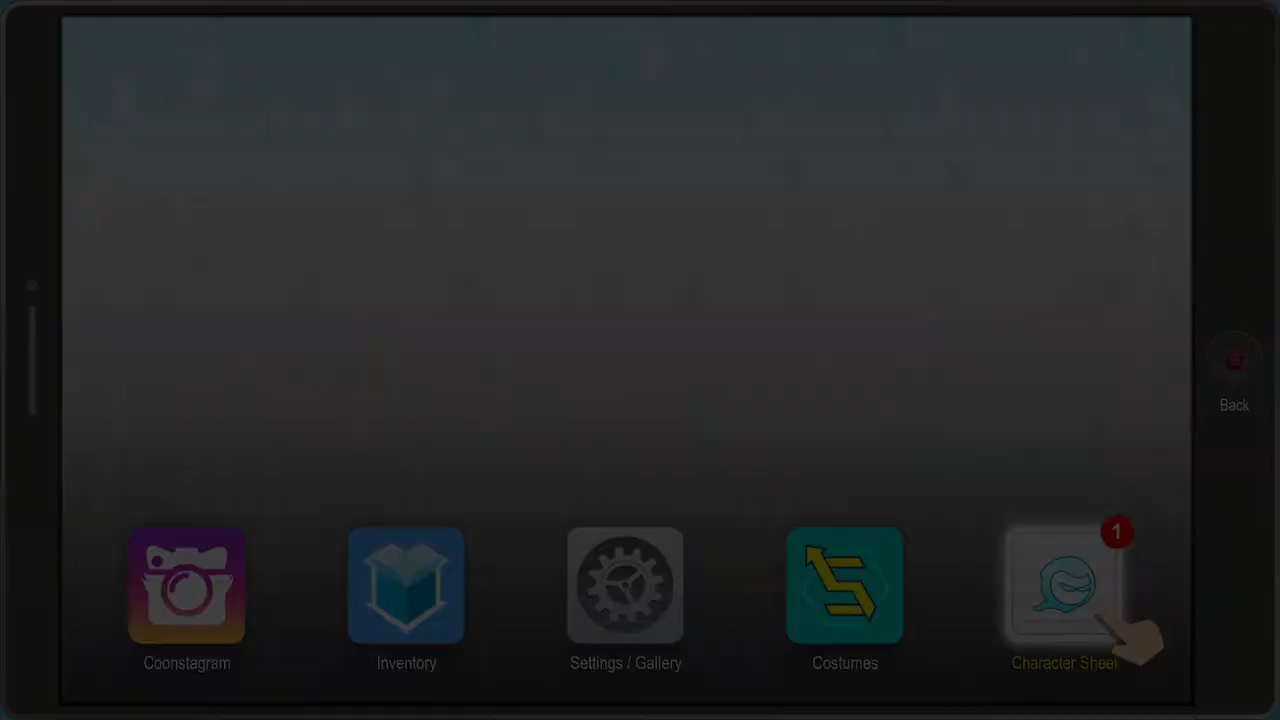 1
Back
Coonstagram
Inventory
Settings / Gallery
Costumes
Character Sheet